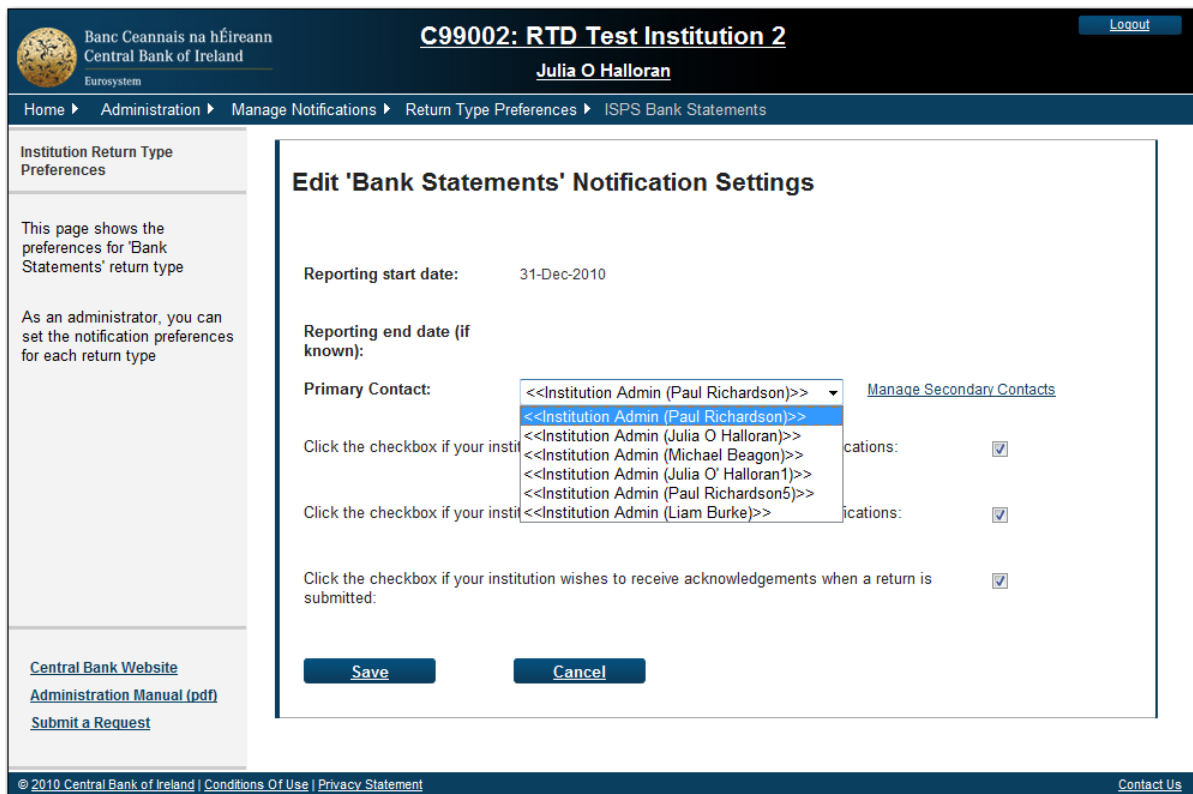 Banc Ceannais na hÉireann
Central Bank of Ireland
Eurosystem
C99002: RTD Test Institution 2
Julia O Halloran
Logout
Home Administration Manage Notifications Return Type Preferences ISPS Bank Statements
Institution Return Type
Preferences
This page shows the
preferences for 'Bank
Statements' return type
As an administrator, you can
set the notification preferences
for each return type
Central Bank Website
Administration Manual (pdf)
Submit a Request
Edit 'Bank Statements' Notification Settings
Reporting start date: 31-Dec-2010
Reporting end date (if
known):
Primary Contact: <<Institution Admin (Paul Richardson)>> Manage Secondary Contacts
<<Institution Admin (Paul Richardson)>>
<<Institution Admin (Julia O Halloran)>>
<<Institution Admin (Michael Beagon)>>
<<Institution Admin (Julia O' Halloran1)>>
<<Institution Admin (Paul Richardson5)>>
<<Institution Admin (Liam Burke)>>
Click the checkbox if your instit cations:
Click the checkbox if your instit ifications:
Click the checkbox if your institution wishes to receive acknowledgements when a return is
submitted:
Save Cancel
© 2010 Central Bank of Ireland | Conditions Of Use | Privacy Statement Contact Us